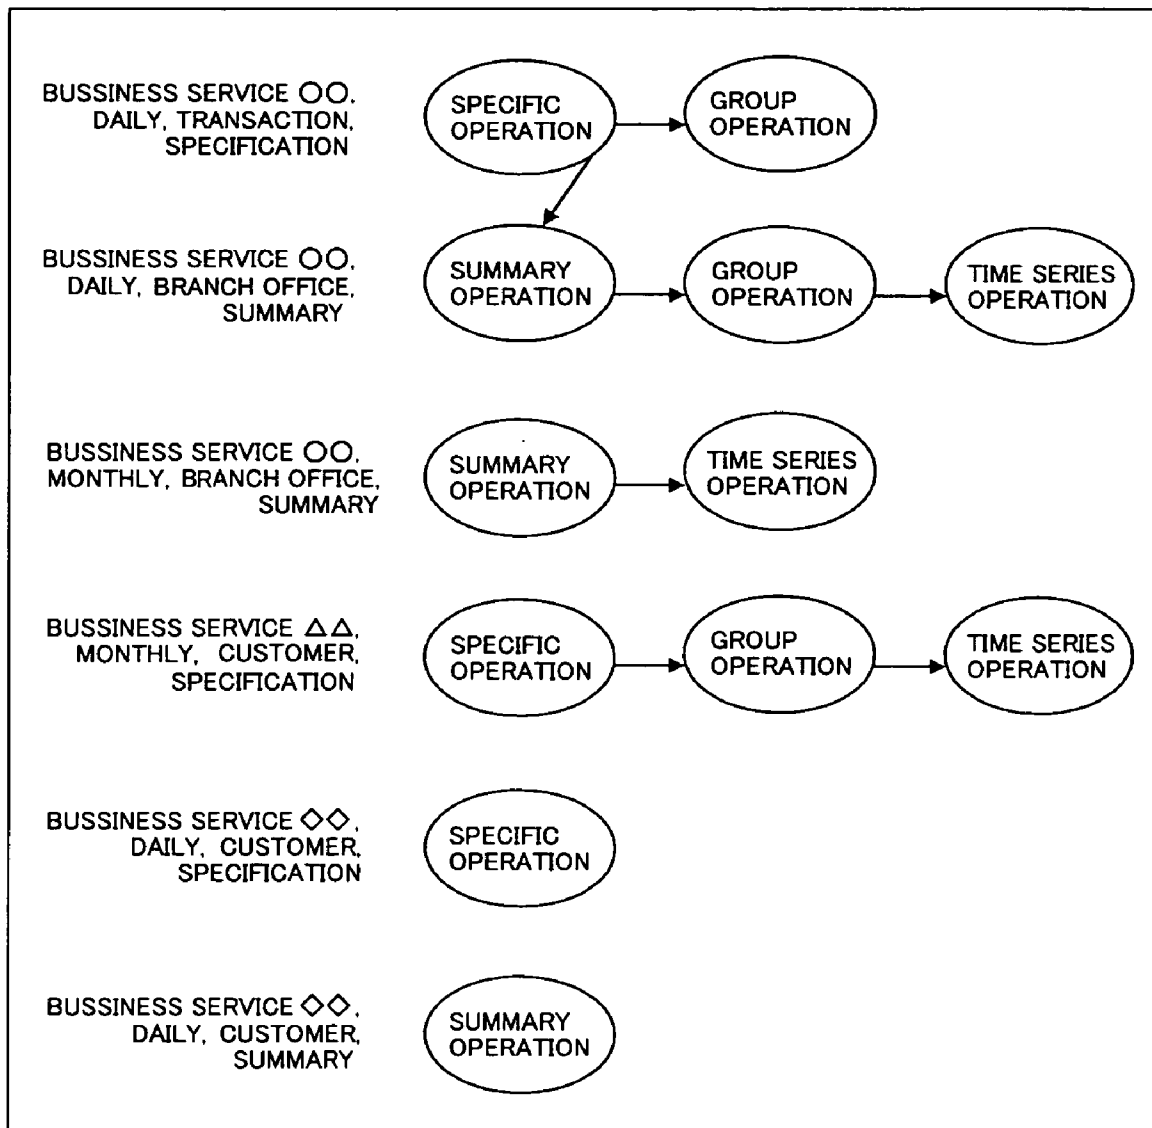 BUSSINESS SERVICE ○○,
DAILY, TRANSACTION,
SPECIFICATION
SPECIFIC
OPERATION
GROUP
OPERATION
BUSSINESS SERVICE ○○,
DAILY, BRANCH OFFICE,
SUMMARY
SUMMARY
OPERATION
GROUP
OPERATION
TIME SERIES
OPERATION
BUSSINESS SERVICE ○○,
MONTHLY, BRANCH OFFICE,
SUMMARY
SUMMARY
OPERATION
TIME SERIES
OPERATION
BUSSINESS SERVICE △△,
MONTHLY, CUSTOMER,
SPECIFICATION
SPECIFIC
OPERATION
GROUP
OPERATION
TIME SERIES
OPERATION
BUSSINESS SERVICE ◇◇,
DAILY, CUSTOMER,
SPECIFICATION
SPECIFIC
OPERATION
BUSSINESS SERVICE ◇◇,
DAILY, CUSTOMER,
SUMMARY
SUMMARY
OPERATION